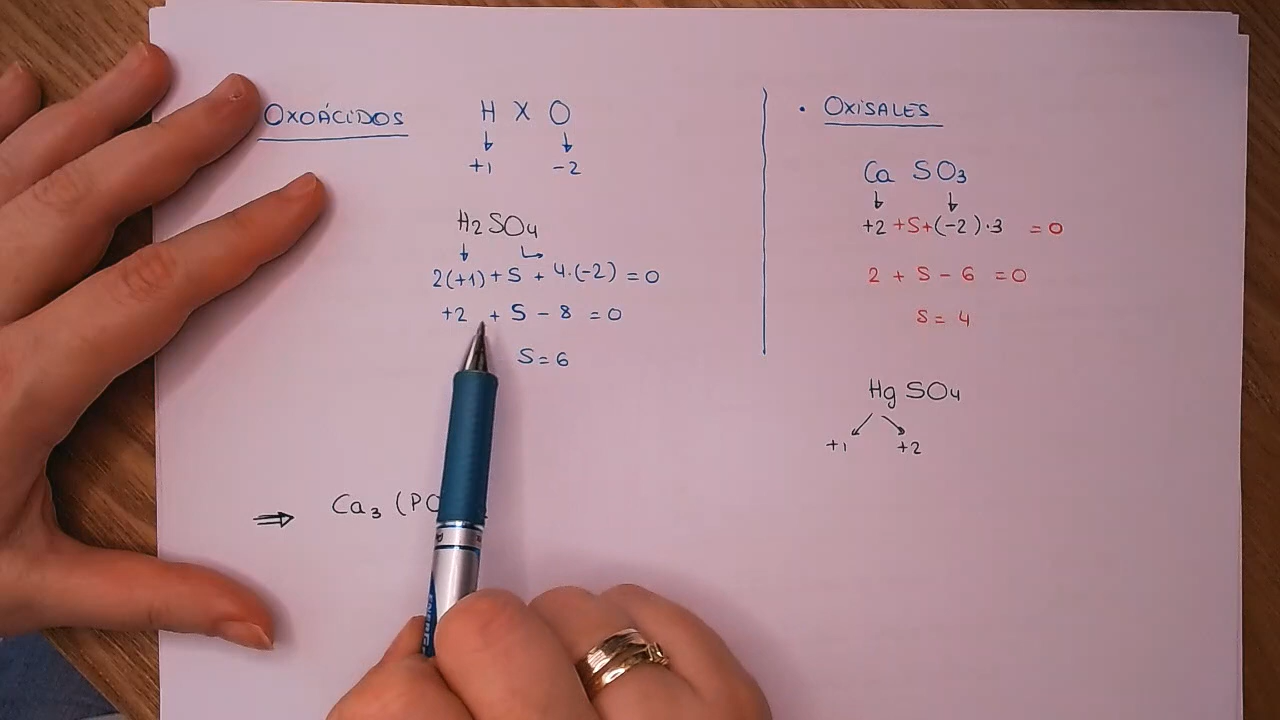 OXOÁCIDOS
H X O
+1 -2
H2SO4
2(+1) + S + 4·(-2) = 0
+2 + S - 8 = 0
S = 6
Ca3 (PO
• OXISALES
Ca SO3
+2 +S+(-2)·3 = 0
2 + S - 6 = 0
S = 4
Hg SO4
+1 +2